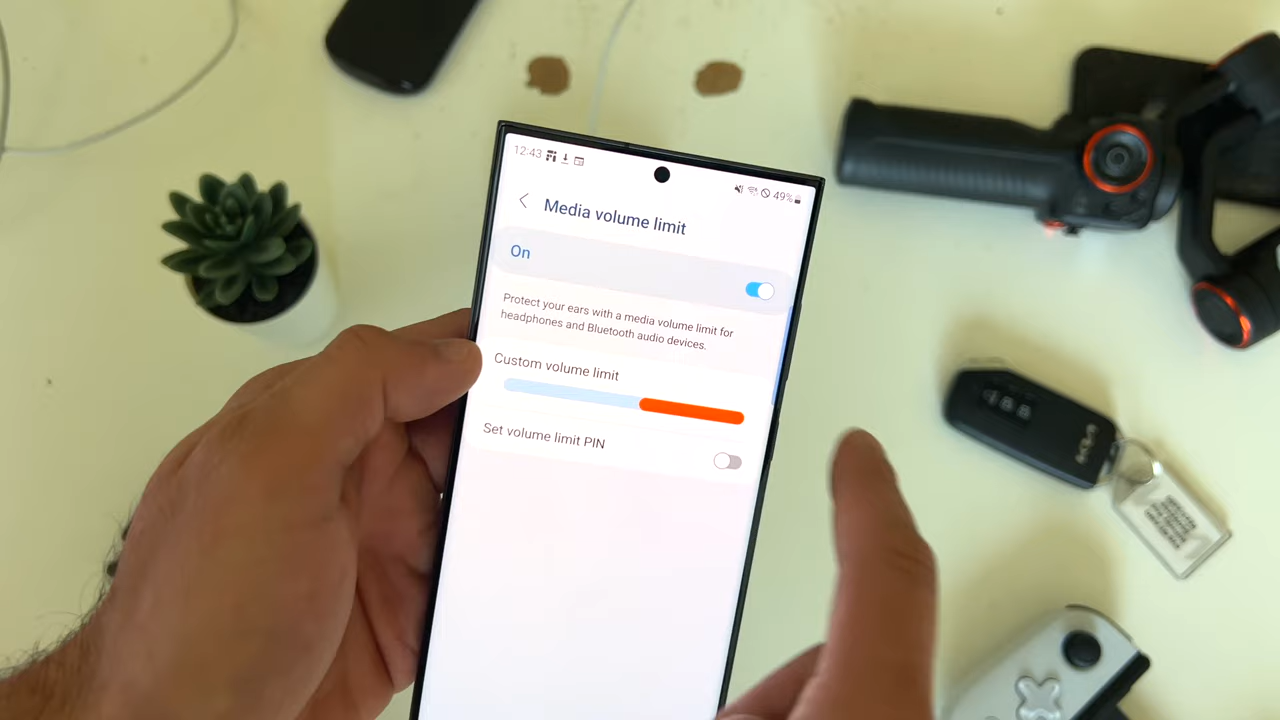 12:43
49%
Media volume limit
On
Protect your ears with a media volume limit for
headphones and Bluetooth audio devices.
Custom volume limit
Set volume limit PIN
KIA